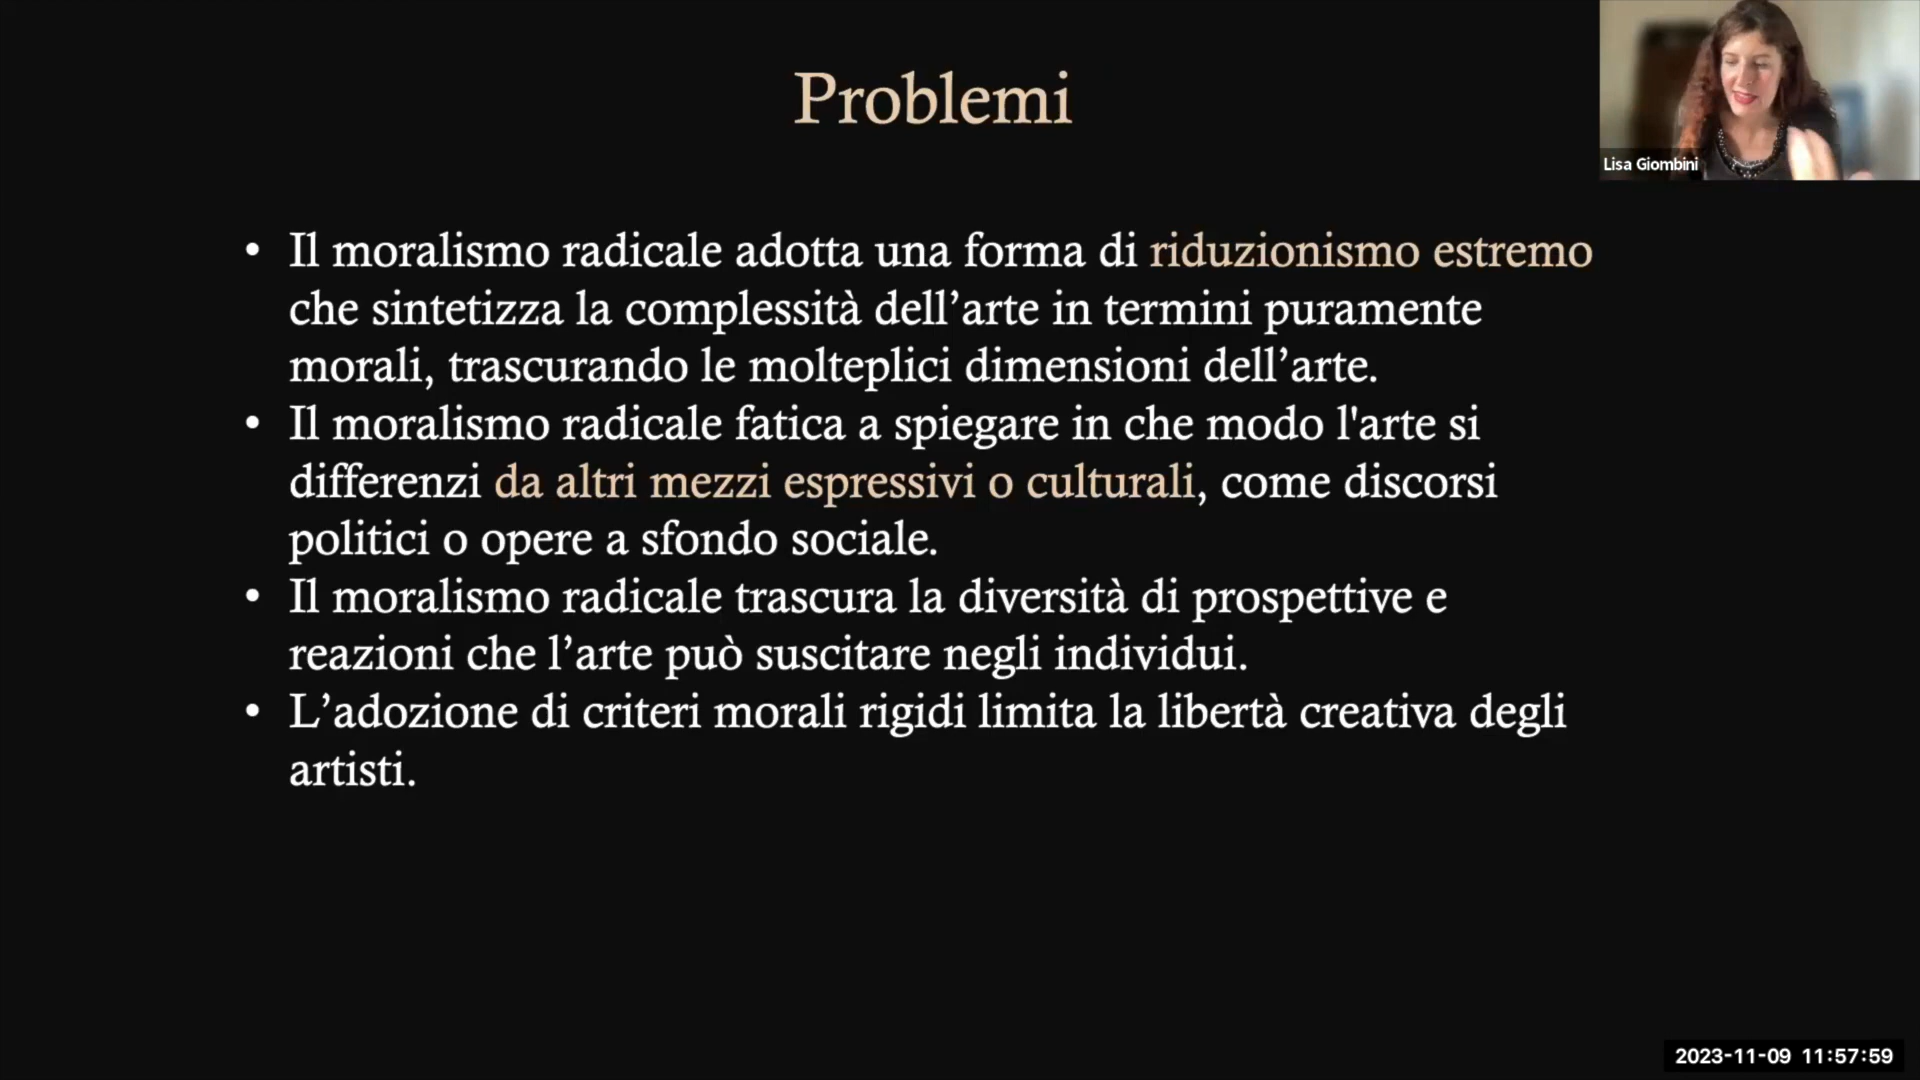 Problemi
Lisa Giombini
• Il moralismo radicale adotta una forma di riduzionismo estremo
che sintetizza la complessità dell’arte in termini puramente
morali, trascurando le molteplici dimensioni dell’arte.
• Il moralismo radicale fatica a spiegare in che modo l'arte si
differenzi da altri mezzi espressivi o culturali, come discorsi
politici o opere a sfondo sociale.
• Il moralismo radicale trascura la diversità di prospettive e
reazioni che l’arte può suscitare negli individui.
• L’adozione di criteri morali rigidi limita la libertà creativa degli
artisti.
2023-11-09 11:57:59